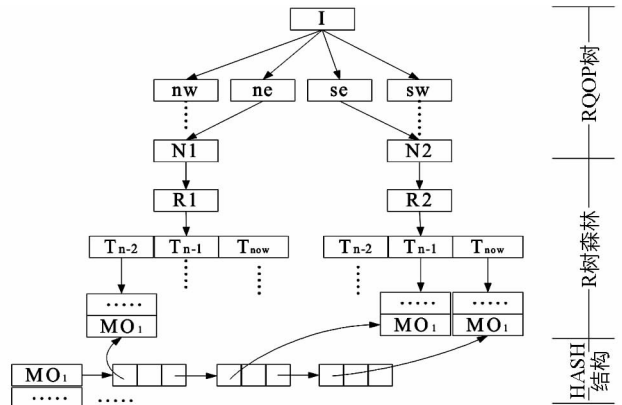 I
nw ne se sw
...... ......
N1 N2
R1 R2
Tn-2 Tn-1 Tnow Tn-2 Tn-1 Tnow
...... ...... ......
..... ..... .....
MO1 MO1 MO1
MO1
..... .....
RQOP树
R树森林
HASH结构